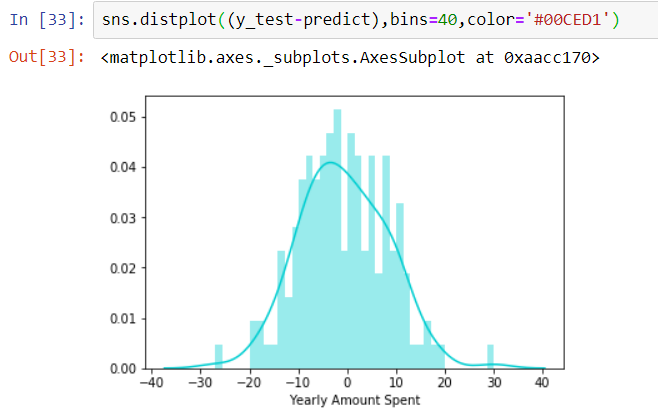 In [33]: sns.distplot((y_test-predict),bins=40,color='#00CED1')
Out[33]: <matplotlib.axes._subplots.AxesSubplot at 0xaacc170>
0.05
0.04
0.03
0.02
0.01
0.00
−40 −30 −20 −10 0 10 20 30 40
Yearly Amount Spent